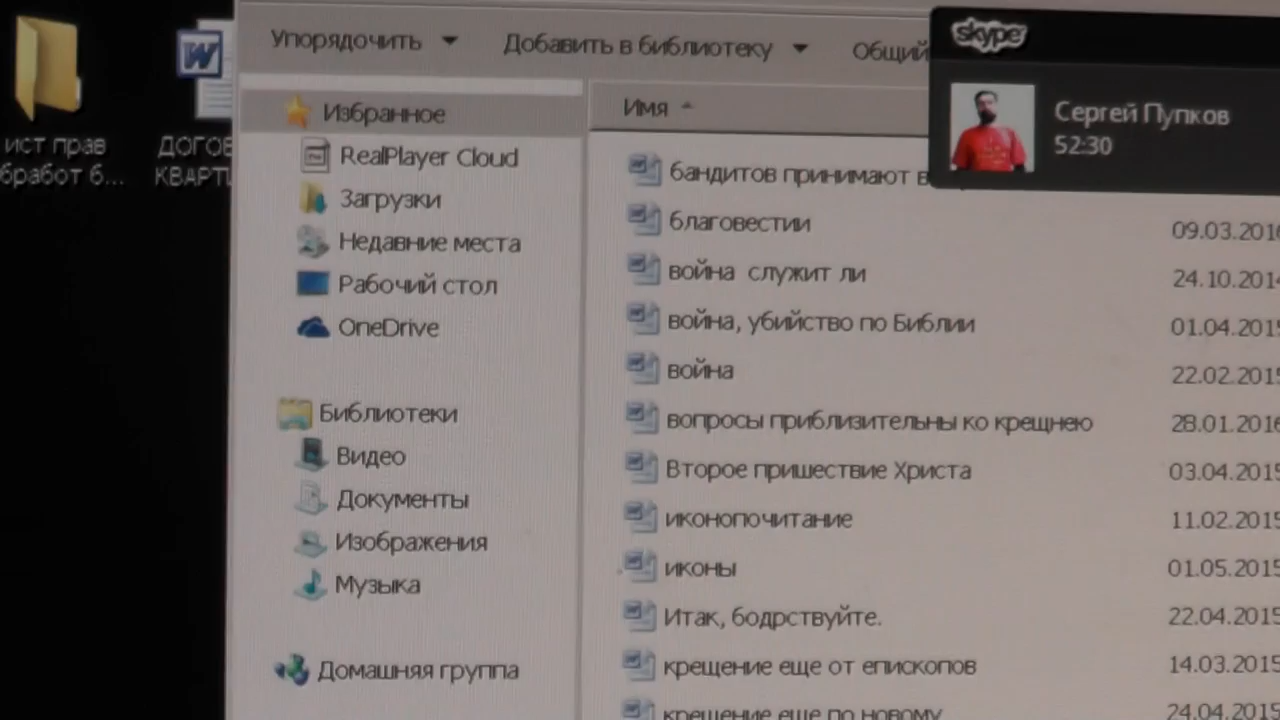 ист прав
бработ б...
ДОГОВ
КВАРТ
Упорядочить
Добавить в библиотеку
Общий
skype
Сергей Пупков
52:30
Избранное
RealPlayer Cloud
Загрузки
Недавние места
Рабочий стол
OneDrive
Библиотеки
Видео
Документы
Изображения
Музыка
Домашняя группа
Имя
бандитов принимают в
благовестии 09.03.2016
война служит ли 24.10.2014
война, убийство по Библии 01.04.2015
война 22.02.2015
вопросы приблизительны ко крещнею 28.01.2016
Второе пришествие Христа 03.04.2015
иконопочитание 11.02.2015
иконы 01.05.2015
Итак, бодрствуйте. 22.04.2015
крещение еще от епископов 14.03.2015
крещение еще по новому 24.04.2015